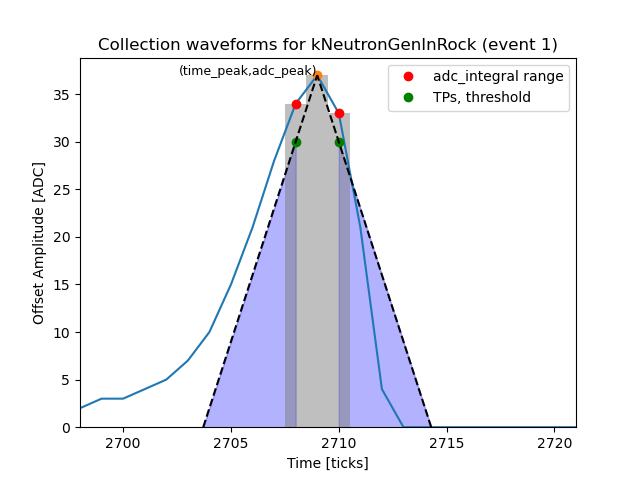 Collection waveforms for kNeutronGenInRock (event 1)
(time_peak,adc_peak)
adc_integral range
TPs, threshold
Offset Amplitude [ADC]
35
30
25
20
15
10
5
0
2700 2705 2710 2715 2720
Time [ticks]